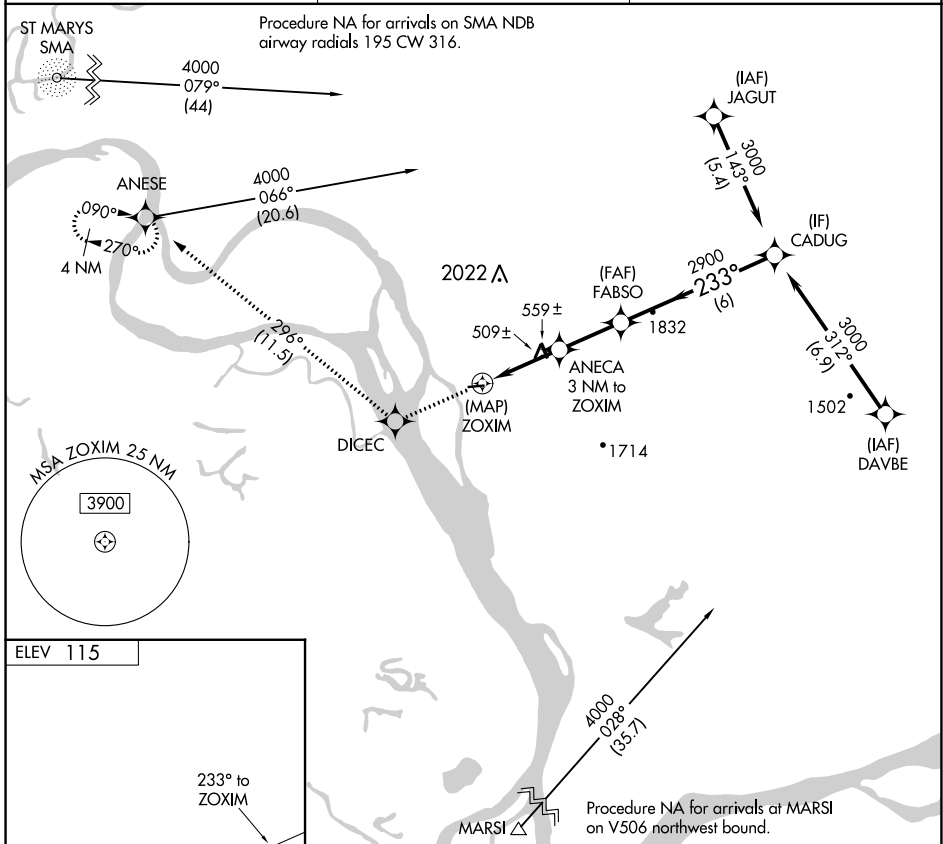 Procedure NA for arrivals on SMA NDB
airway radials 195 CW 316.
ST MARYS
SMA
4000
079°
(44)
(IAF)
JAGUT
3000
143°
(5.4)
ANESE
4000
066°
(20.6)
090°
270°
4 NM
(IF)
CADUG
2022
(FAF)
FABSO
2900
233°
(6)
1832
559±
509±
296°
(11.5)
ANECA
3 NM to
ZOXIM
3000
312°
(6.9)
(MAP)
ZOXIM
1502
DICEC
1714
(IAF)
DAVBE
MSA ZOXIM 25 NM
3900
ELEV 115
4000
028°
(35.7)
233° to
ZOXIM
MARSI
Procedure NA for arrivals at MARSI
on V506 northwest bound.